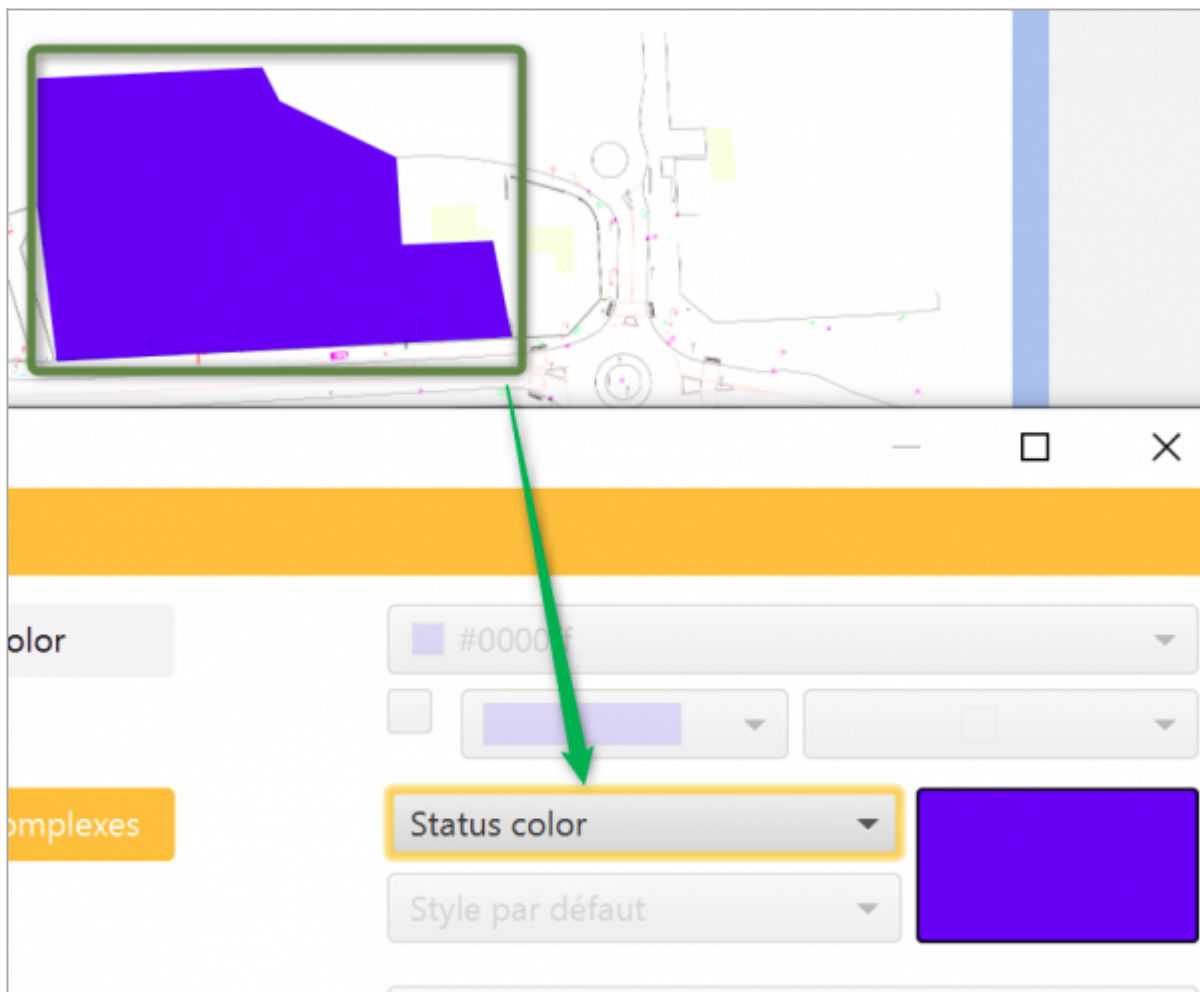 olor
#0000ff
omplexes
Status color
Style par défaut